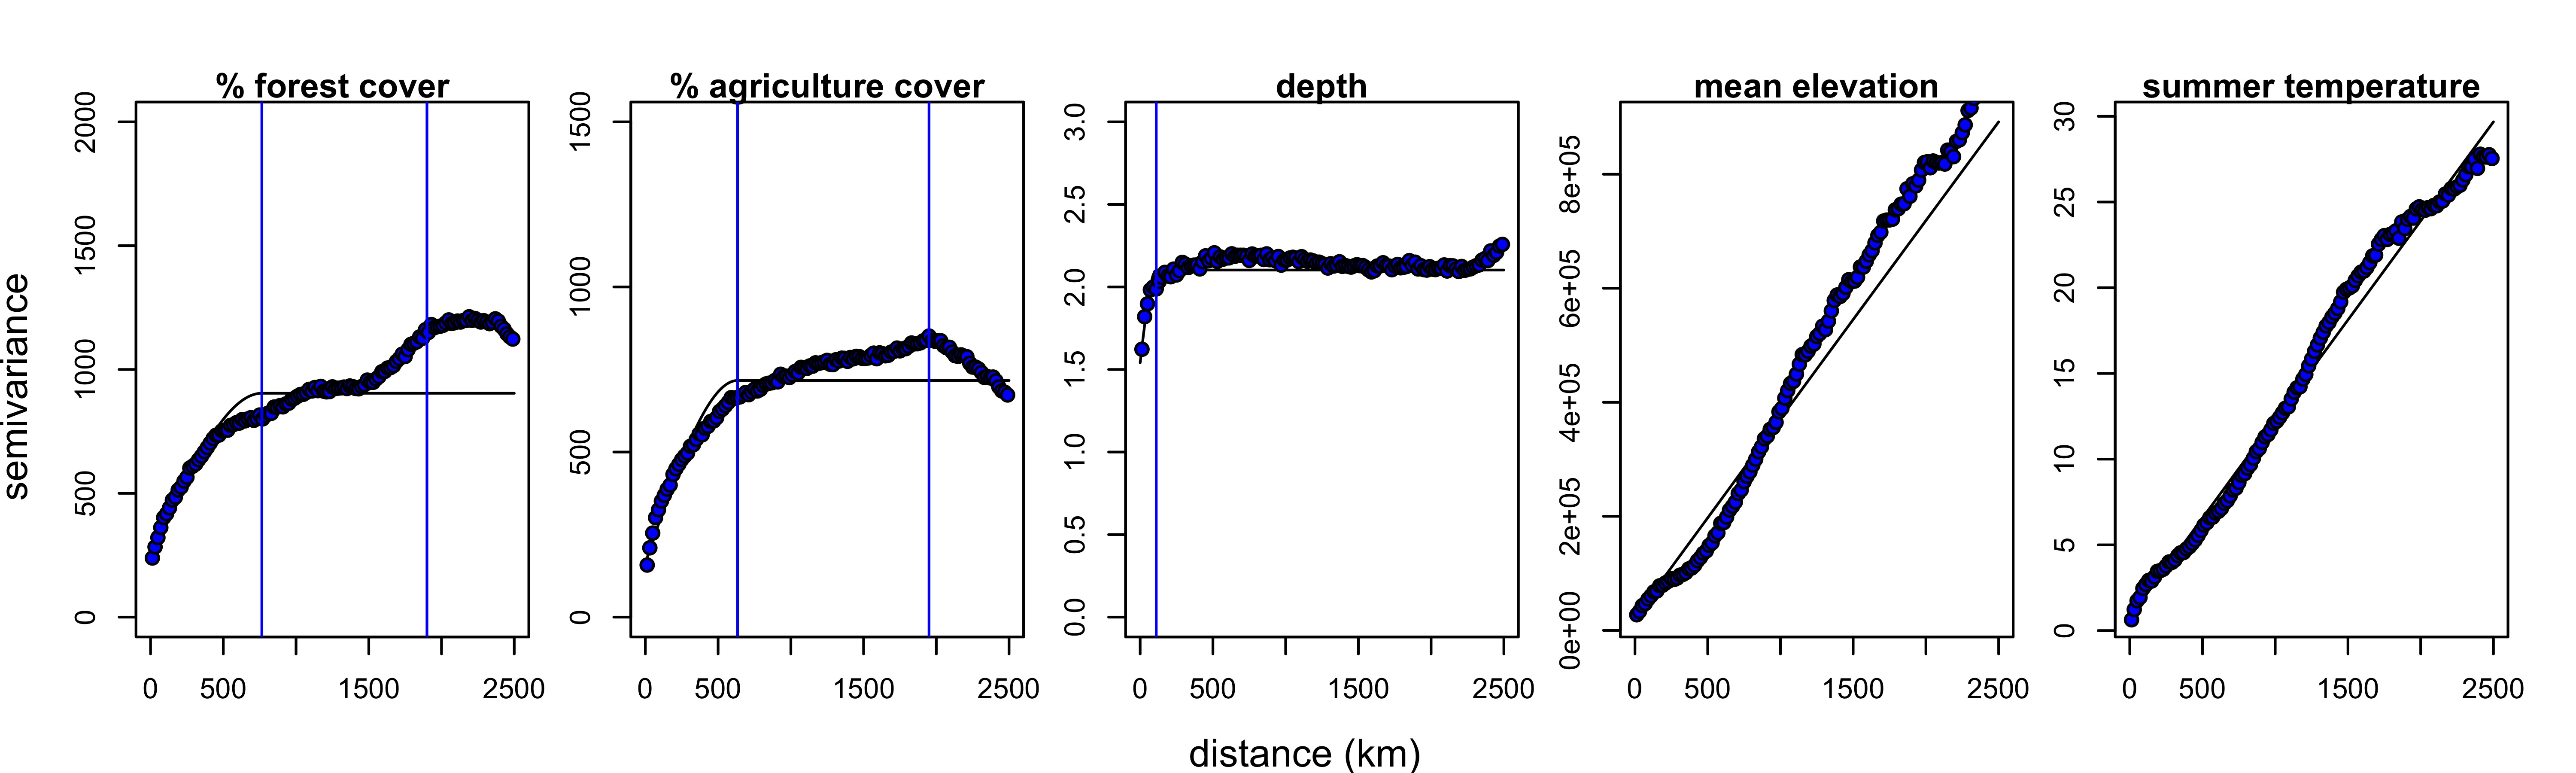 % forest cover
% agriculture cover
depth
mean elevation
summer temperature
semivariance
0
500
1000
1500
2000
0 500 1500 2500
0
500
1000
1500
0 500 1500 2500
0.0
0.5
1.0
1.5
2.0
2.5
3.0
0 500 1500 2500
0e+00
2e+05
4e+05
6e+05
8e+05
0 500 1500 2500
0
5
10
15
20
25
30
0 500 1500 2500
distance (km)